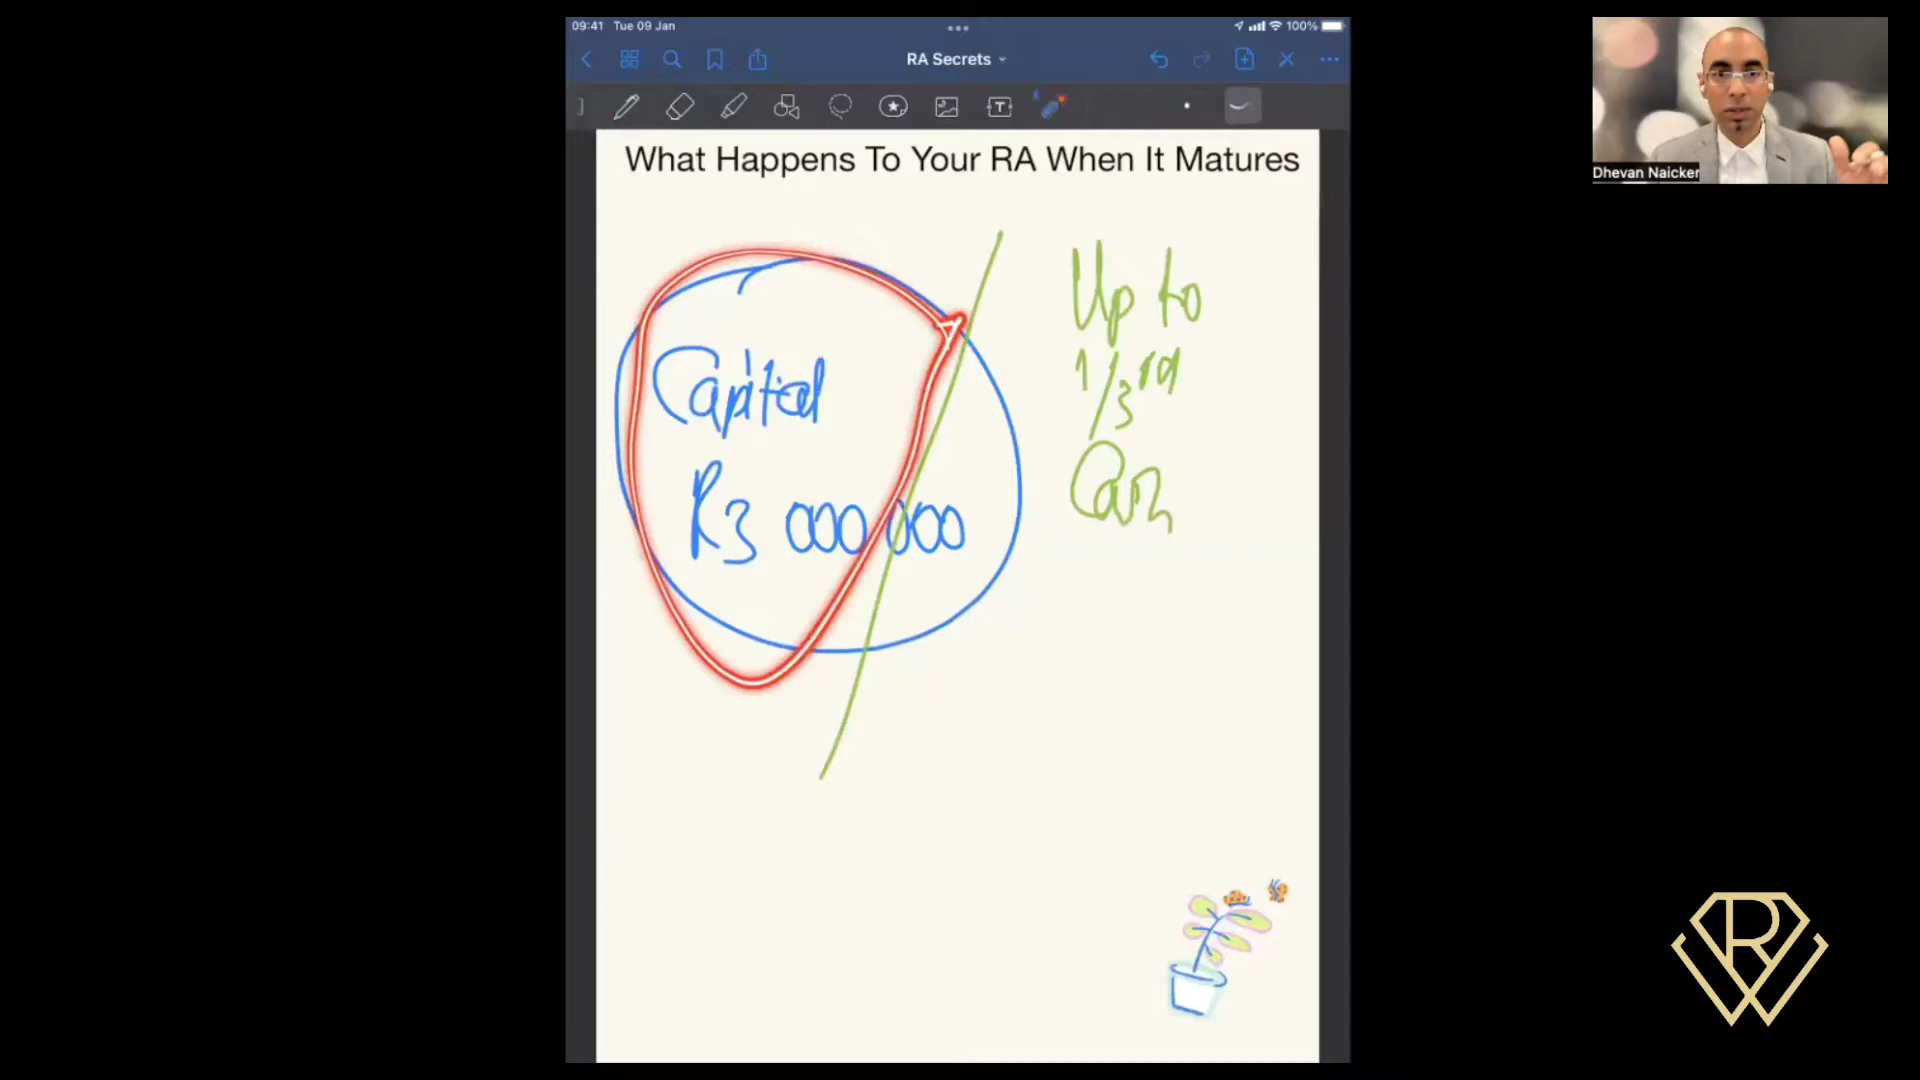 09:41 Tue 09 Jan
100%
RA Secrets
Dhevan Naicker
What Happens To Your RA When It Matures
Up to
1/3rd
Cash
Capital
R3 000 000